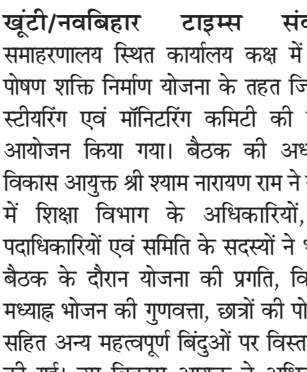 खूंटी/नवबिहार टाइम्स
समाहरणालय स्थित कार्यालय कक्ष में
पोषण शक्ति निर्माण योजना के तहत
स्टीयरिंग एवं मॉनिटरिंग कमिटी की
आयोजन किया गया। बैठक की
विकास आयुक्त श्री श्याम नारायण राम ने
में शिक्षा विभाग के अधिकारियों,
पदाधिकारियों एवं समिति के सदस्यों ने
बैठक के दौरान योजना की प्रगति,
मध्याह्न भोजन की गुणवत्ता, छात्रों की
सहित अन्य महत्वपूर्ण बिंदुओं पर